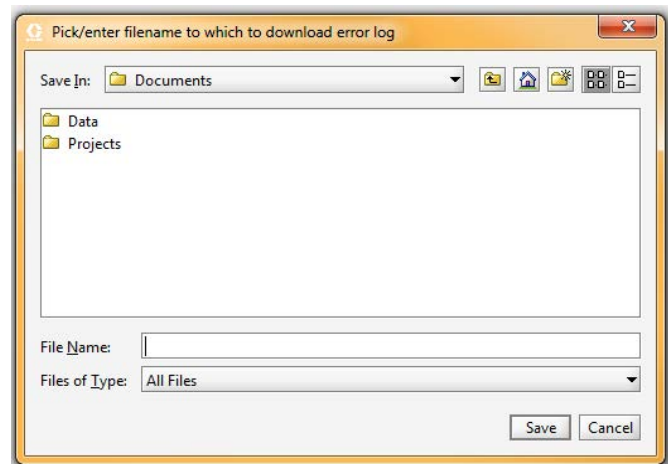 Pick/enter filename to which to download error log
Save In: Documents
Data
Projects
File Name:
Files of Type: All Files
Save Cancel